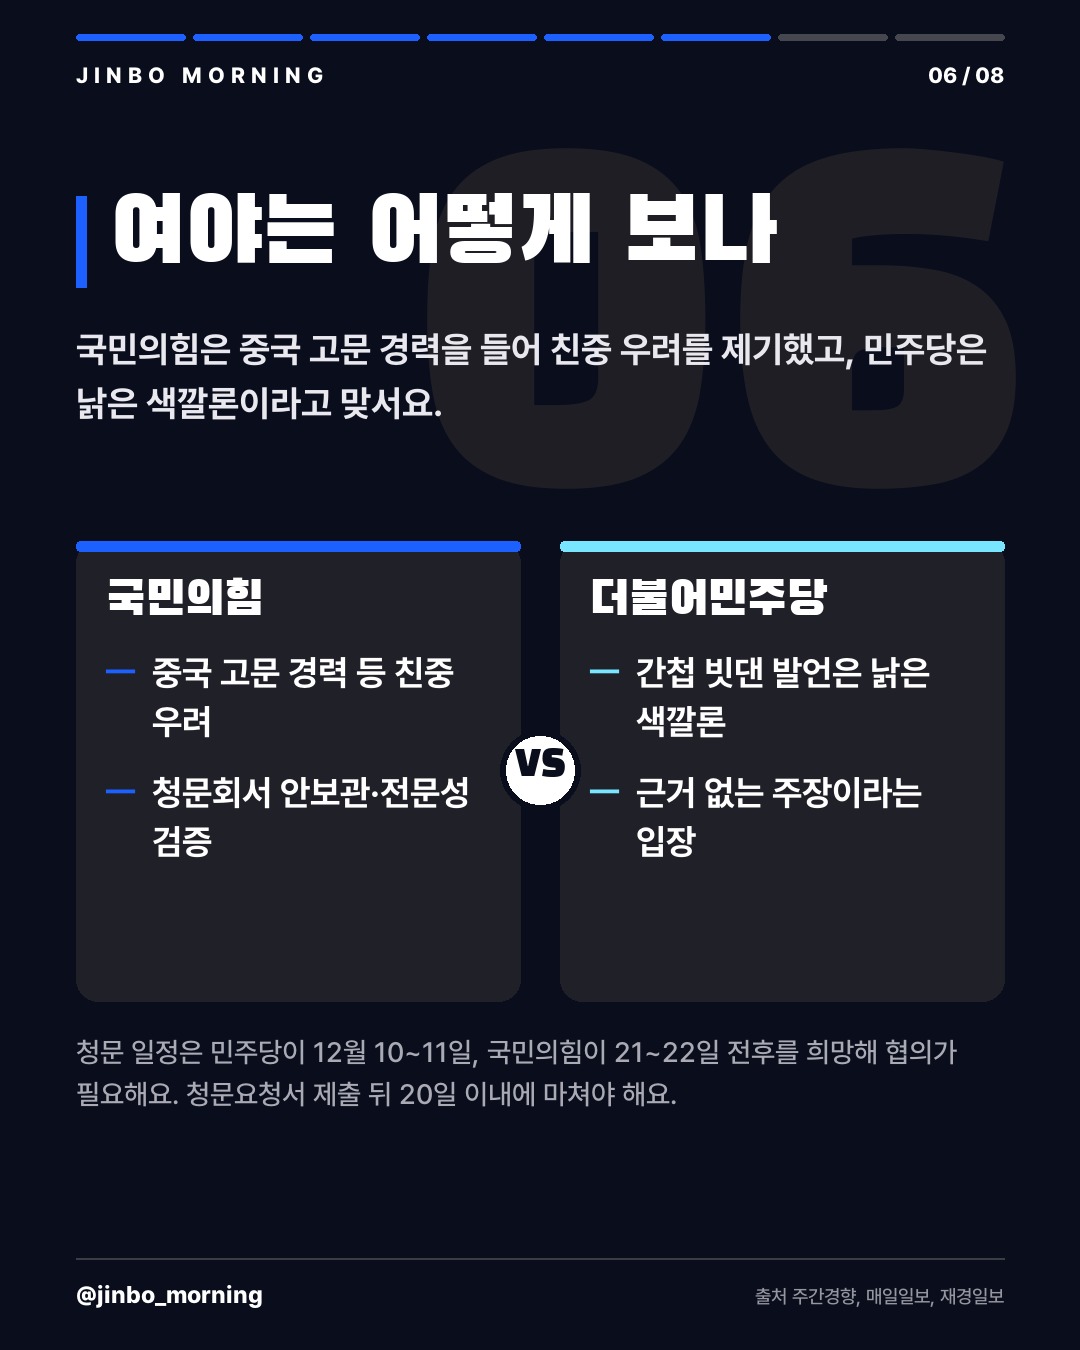 JINBO MORNING
06 / 08
06
여야는 어떻게 보나
국민의힘은 중국 고문 경력을 들어 친중 우려를 제기했고, 민주당은
낡은 색깔론이라고 맞서요.
국민의힘
— 중국 고문 경력 등 친중
우려
— 청문회서 안보관·전문성
검증
VS
더불어민주당
— 간첩 빗댄 발언은 낡은
색깔론
— 근거 없는 주장이라는
입장
청문 일정은 민주당이 12월 10~11일, 국민의힘이 21~22일 전후를 희망해 협의가
필요해요. 청문요청서 제출 뒤 20일 이내에 마쳐야 해요.
@jinbo_morning
출처 주간경향, 매일일보, 재경일보